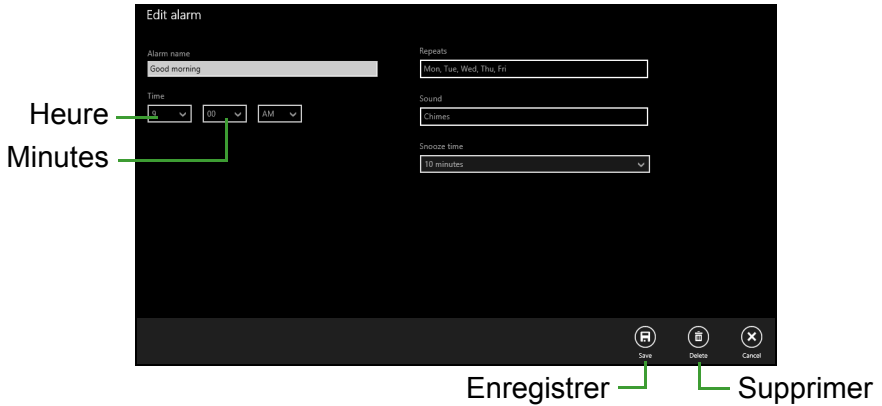 Edit alarm
Alarm name
Good morning
Time
9 00 AM
Repeats
Mon, Tue, Wed, Thu, Fri
Sound
Chimes
Snooze time
10 minutes
Heure
Minutes
Save Delete Cancel
Enregistrer Supprimer